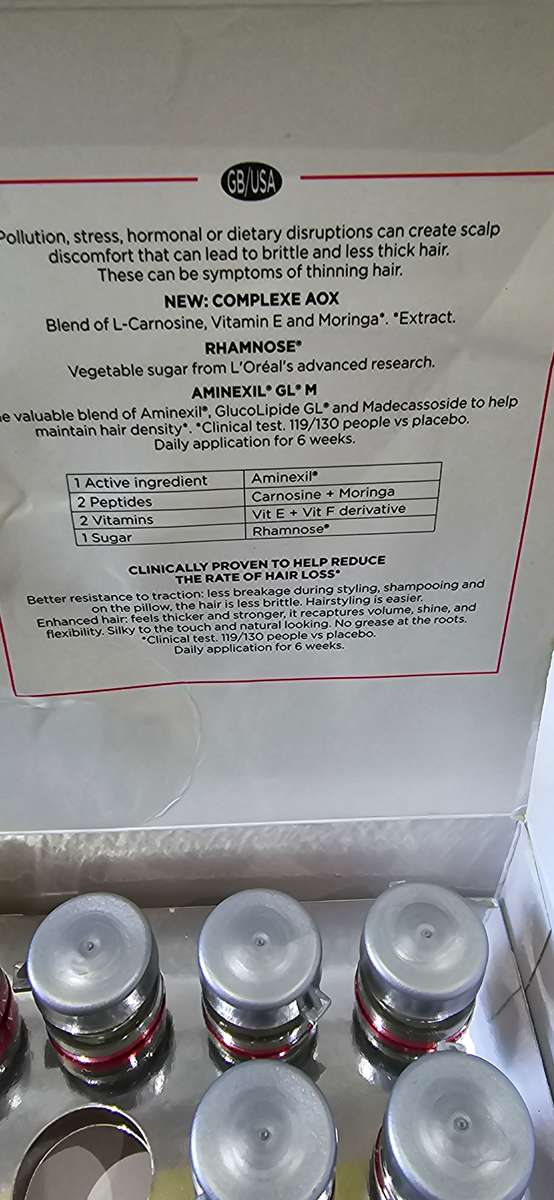 GB/USA
Pollution, stress, hormonal or dietary disruptions can create scalp
discomfort that can lead to brittle and less thick hair.
These can be symptoms of thinning hair.
NEW: COMPLEXE AOX
Blend of L-Carnosine, Vitamin E and Moringa*. *Extract.
RHAMNOSE®
Vegetable sugar from L'Oréal's advanced research.
AMINEXIL® GL® M
valuable blend of Aminexil®, GlucoLipide GL® and Madecassoside to help
maintain hair density*. *Clinical test. 119/130 people vs placebo.
Daily application for 6 weeks.
1 Active ingredient Aminexil®
2 Peptides Carnosine + Moringa
2 Vitamins Vit E + Vit F derivative
1 Sugar Rhamnose®
CLINICALLY PROVEN TO HELP REDUCE
THE RATE OF HAIR LOSS*
Better resistance to traction: less breakage during styling, shampooing and
on the pillow, the hair is less brittle. Hairstyling is easier.
Enhanced hair: feels thicker and stronger, it recaptures volume, shine, and
flexibility. Silky to the touch and natural looking. No grease at the roots.
*Clinical test. 119/130 people vs placebo.
Daily application for 6 weeks.